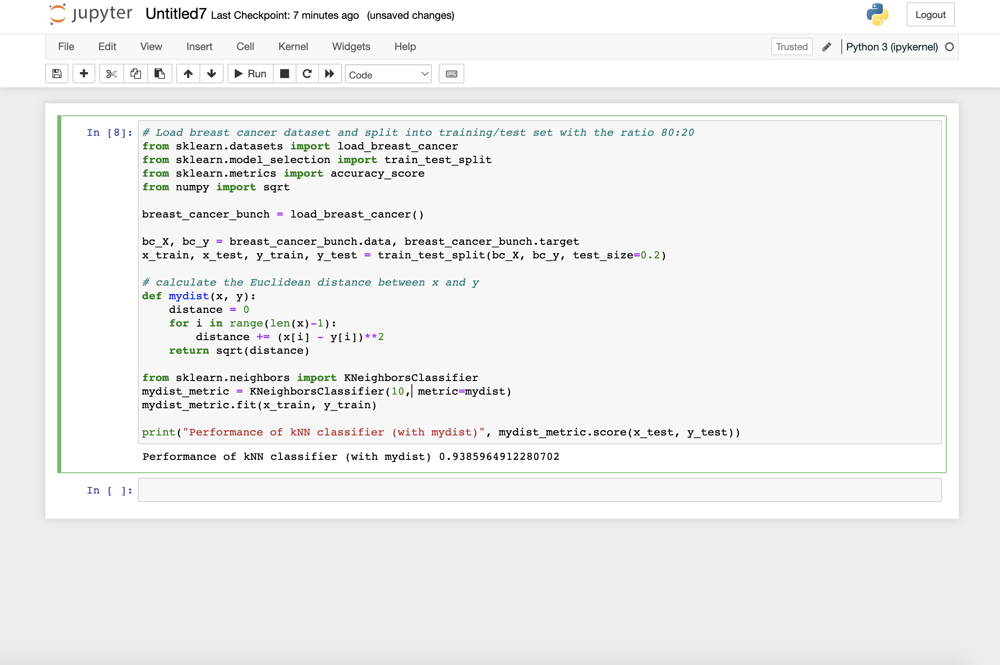 jupyter Untitled7 Last Checkpoint: 7 minutes ago (unsaved changes) Logout
File Edit View Insert Cell Kernel Widgets Help Trusted Python 3 (ipykernel)
Run Code
In [8]: # Load breast cancer dataset and split into training/test set with the ratio 80:20
from sklearn.datasets import load_breast_cancer
from sklearn.model_selection import train_test_split
from sklearn.metrics import accuracy_score
from numpy import sqrt
breast_cancer_bunch = load_breast_cancer()
bc_X, bc_y = breast_cancer_bunch.data, breast_cancer_bunch.target
x_train, x_test, y_train, y_test = train_test_split(bc_X, bc_y, test_size=0.2)
# calculate the Euclidean distance between x and y
def mydist(x, y):
    distance = 0
    for i in range(len(x)-1):
        distance += (x[i] - y[i])**2
    return sqrt(distance)
from sklearn.neighbors import KNeighborsClassifier
mydist_metric = KNeighborsClassifier(10, metric=mydist)
mydist_metric.fit(x_train, y_train)
print("Performance of kNN classifier (with mydist)", mydist_metric.score(x_test, y_test))
Performance of kNN classifier (with mydist) 0.9385964912280702
In [ ]: